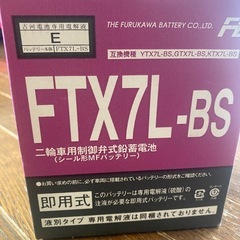 古河電池専用電解液
E
バッテリー本体【FTX7L-BS】
THE FURUKAWA BATTERY CO.,LTD.
互換機種
YTX7L-BS,GTX7L-BS,KTX7L-BS
FTX7L-BS
二輪車用制御弁式鉛蓄電池
(シール形MFバッテリー)
即用式
このバッテリーは専用電解液(硫酸)の
注液が必要な即用式バッテリーです。
液別タイプ 専用電解液は同梱されておりません。